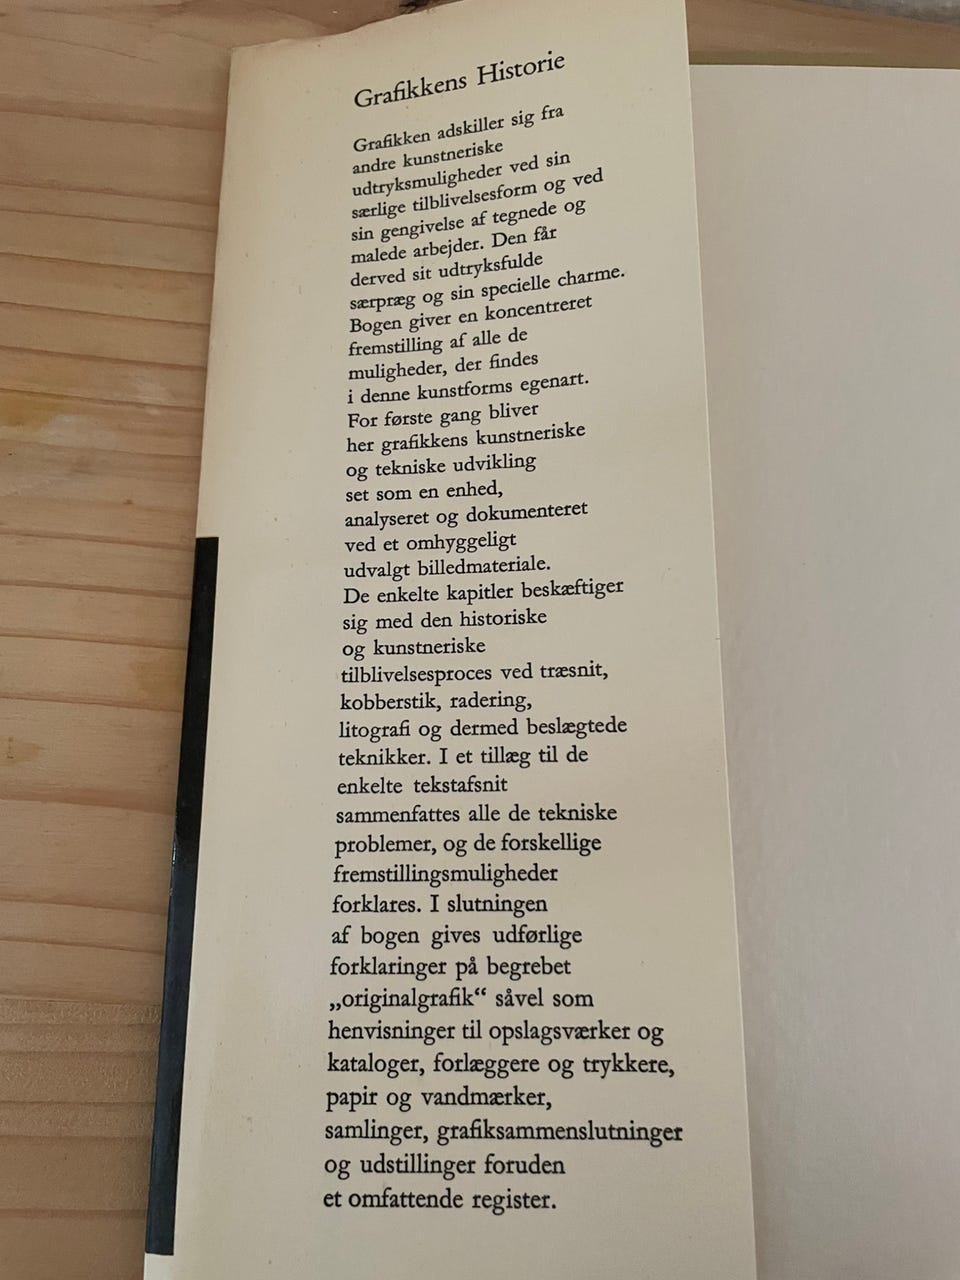 Grafikkens Historie
Grafikken adskiller sig fra
andre kunstneriske
udtryksmuligheder ved sin
særlige tilblivelsesform og ved
sin gengivelse af tegnede og
malede arbejder. Den får
derved sit udtryksfulde
særpræg og sin specielle charme.
Bogen giver en koncentreret
fremstilling af alle de
muligheder, der findes
i denne kunstforms egenart.
For første gang bliver
her grafikkens kunstneriske
og tekniske udvikling
set som en enhed,
analyseret og dokumenteret
ved et omhyggeligt
udvalgt billedmateriale.
De enkelte kapitler beskæftiger
sig med den historiske
og kunstneriske
tilblivelsesproces ved træsnit,
kobberstik, radering,
litografi og dermed beslægtede
teknikker. I et tillæg til de
enkelte tekstafsnit
sammenfattes alle de tekniske
problemer, og de forskellige
fremstillingsmuligheder
forklares. I slutningen
af bogen gives udførlige
forklaringer på begrebet
„originalgrafik“ såvel som
henvisninger til opslagsværker og
kataloger, forlæggere og trykkere,
papir og vandmærker,
samlinger, grafiksammenslutninger
og udstillinger foruden
et omfattende register.